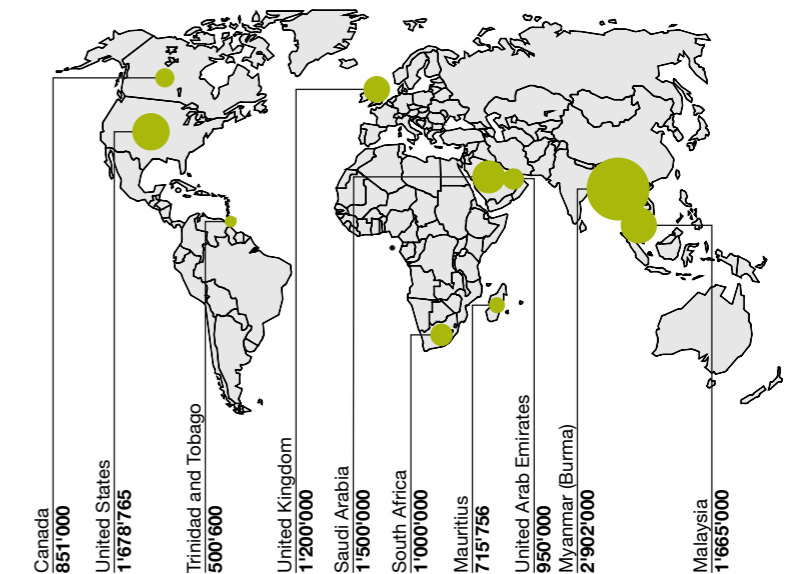 Canada
851'000
United States
1'678'765
Trinidad and Tobago
500'600
United Kingdom
1'200'000
Saudi Arabia
1'500'000
South Africa
1'000'000
Mauritius
715'756
United Arab Emirates
950'000
Myanmar (Burma)
2'902'000
Malaysia
1'665'000